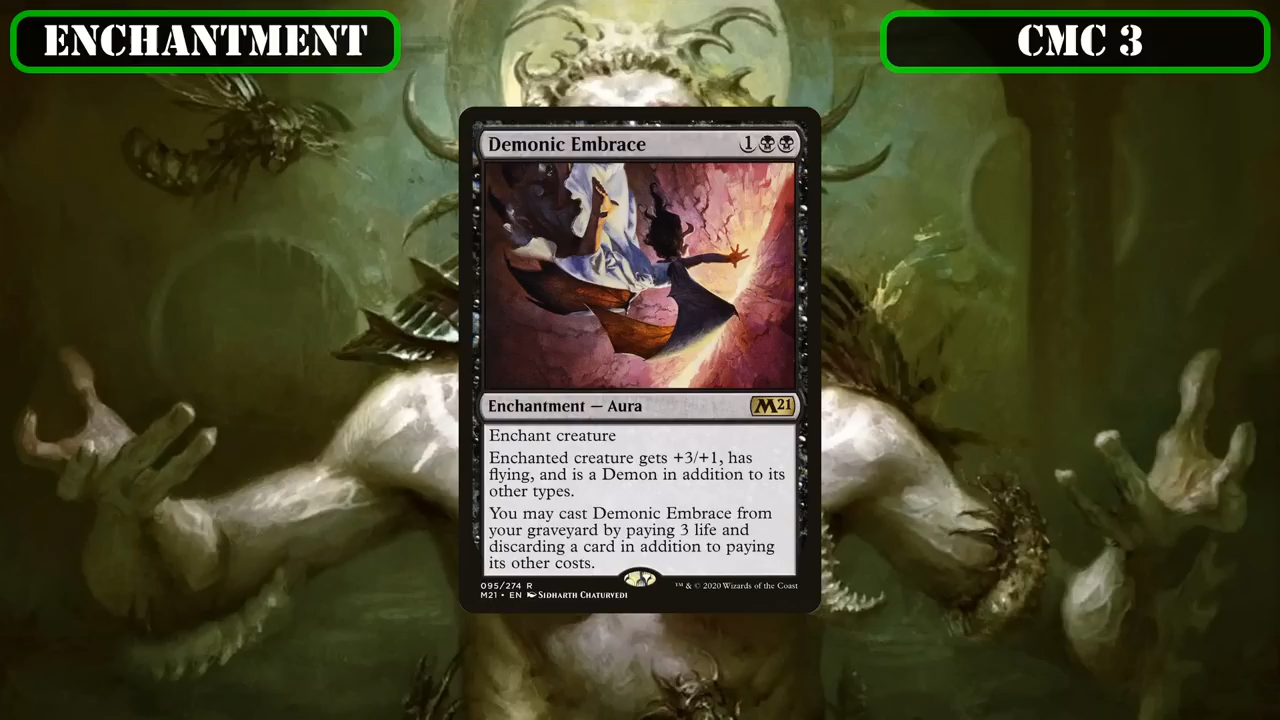 ENCHANTMENT
CMC 3
Demonic Embrace 1
Enchantment — Aura M21
Enchant creature
Enchanted creature gets +3/+1, has
flying, and is a Demon in addition to its
other types.
You may cast Demonic Embrace from
your graveyard by paying 3 life and
discarding a card in addition to paying
its other costs.
095/274 R
™ & © 2020 Wizards of the Coast
M21 • EN Sidharth Chaturvedi